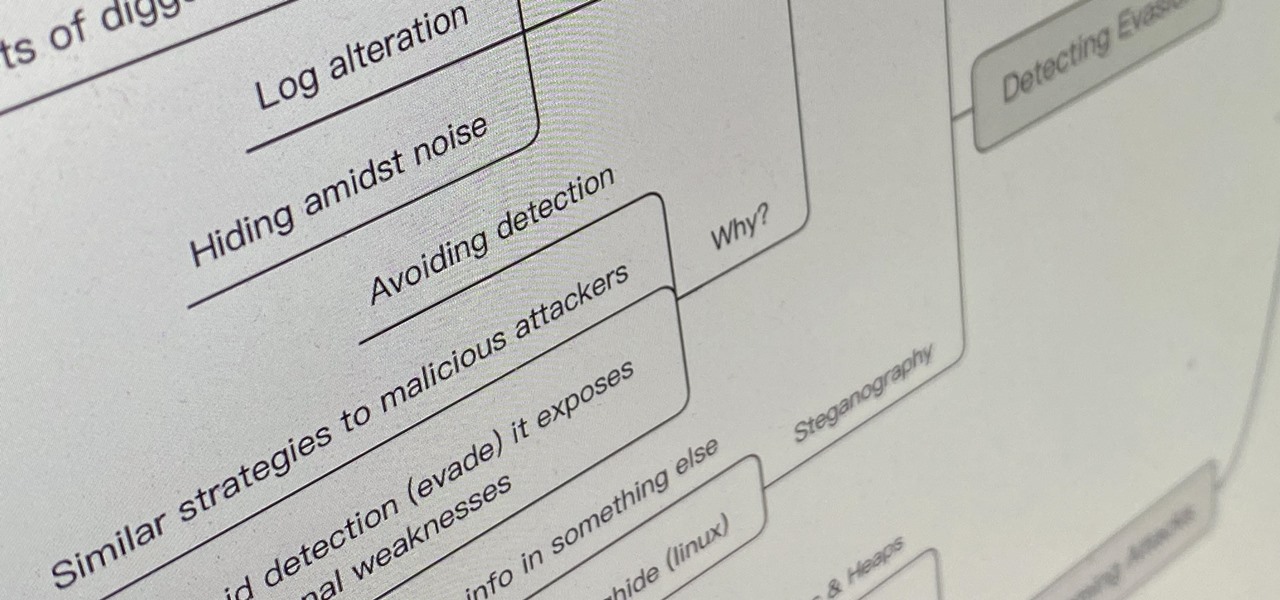 ts of digg
Log alteration
Hiding amidst noise
Avoiding detection
Similar strategies to malicious attackers
id detection (evade) it exposes
nal weaknesses
Why?
info in something else
hide (linux)
Steganography
& Heaps
Detecting Evasion